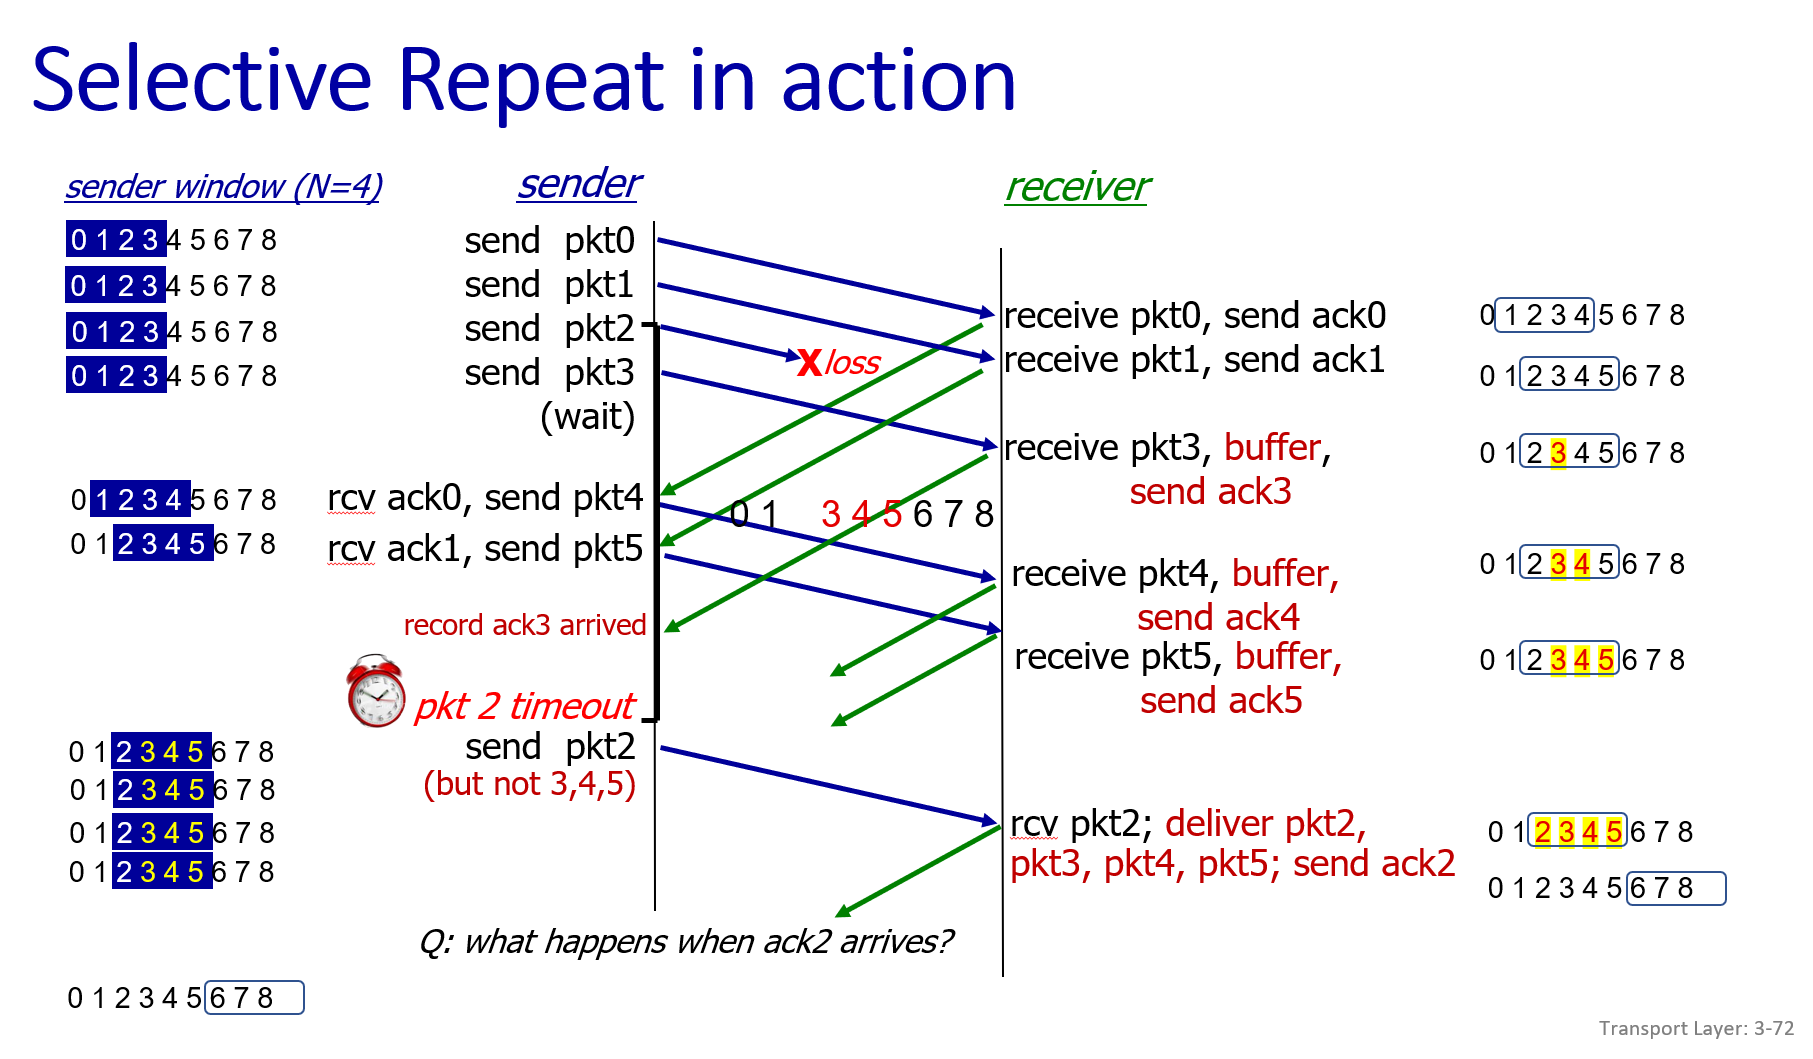 Selective Repeat in action
sender window (N=4)
sender
receiver
0 1 2 3 4 5 6 7 8
send pkt0
0 1 2 3 4 5 6 7 8
send pkt1
0 1 2 3 4 5 6 7 8
send pkt2
0 1 2 3 4 5 6 7 8
send pkt3
(wait)
X loss
receive pkt0, send ack0
0 1 2 3 4 5 6 7 8
receive pkt1, send ack1
0 1 2 3 4 5 6 7 8
receive pkt3, buffer,
send ack3
0 1 2 3 4 5 6 7 8
0 1 2 3 4 5 6 7 8
rcv ack0, send pkt4
0 1 2 3 4 5 6 7 8
rcv ack1, send pkt5
0 1 3 4 5 6 7 8
record ack3 arrived
receive pkt4, buffer,
send ack4
0 1 2 3 4 5 6 7 8
receive pkt5, buffer,
send ack5
0 1 2 3 4 5 6 7 8
pkt 2 timeout
0 1 2 3 4 5 6 7 8
send pkt2
0 1 2 3 4 5 6 7 8
(but not 3,4,5)
0 1 2 3 4 5 6 7 8
0 1 2 3 4 5 6 7 8
rcv pkt2; deliver pkt2,
pkt3, pkt4, pkt5; send ack2
0 1 2 3 4 5 6 7 8
0 1 2 3 4 5 6 7 8
Q: what happens when ack2 arrives?
0 1 2 3 4 5 6 7 8
Transport Layer: 3-72